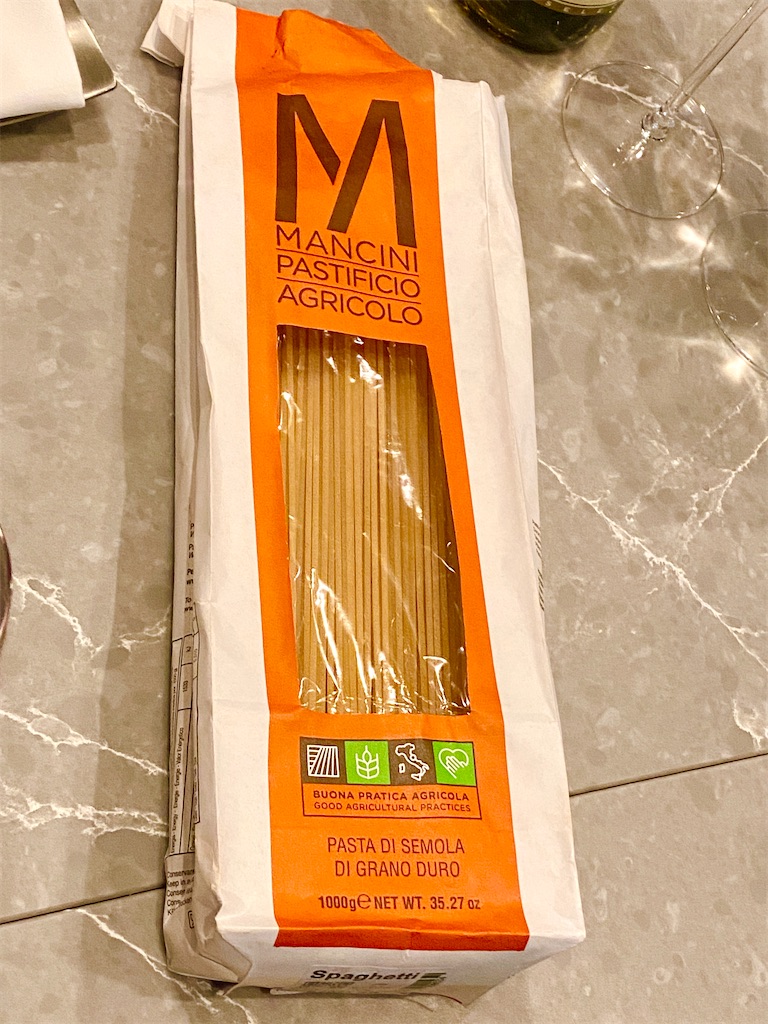 M
MANCINI
PASTIFICIO
AGRICOLO
BUONA PRATICA AGRICOLA
GOOD AGRICULTURAL PRACTICES
PASTA DI SEMOLA
DI GRANO DURO
1000g℮ NET WT. 35.27 oz
Spaghetti